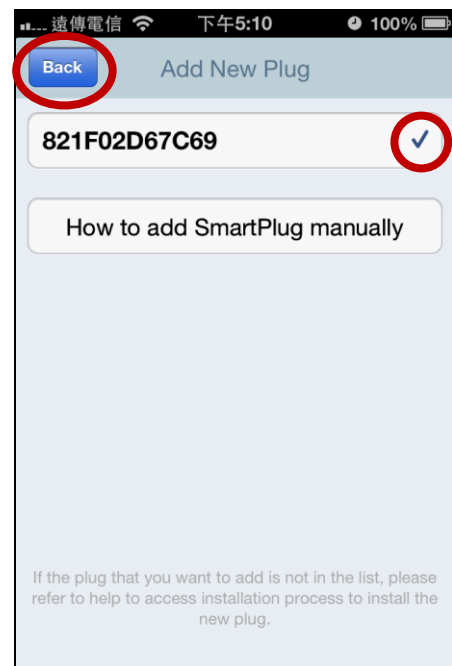 遠傳電信 下午5:10 100%
Back Add New Plug
821F02D67C69
How to add SmartPlug manually
If the plug that you want to add is not in the list, please
refer to help to access installation process to install the
new plug.